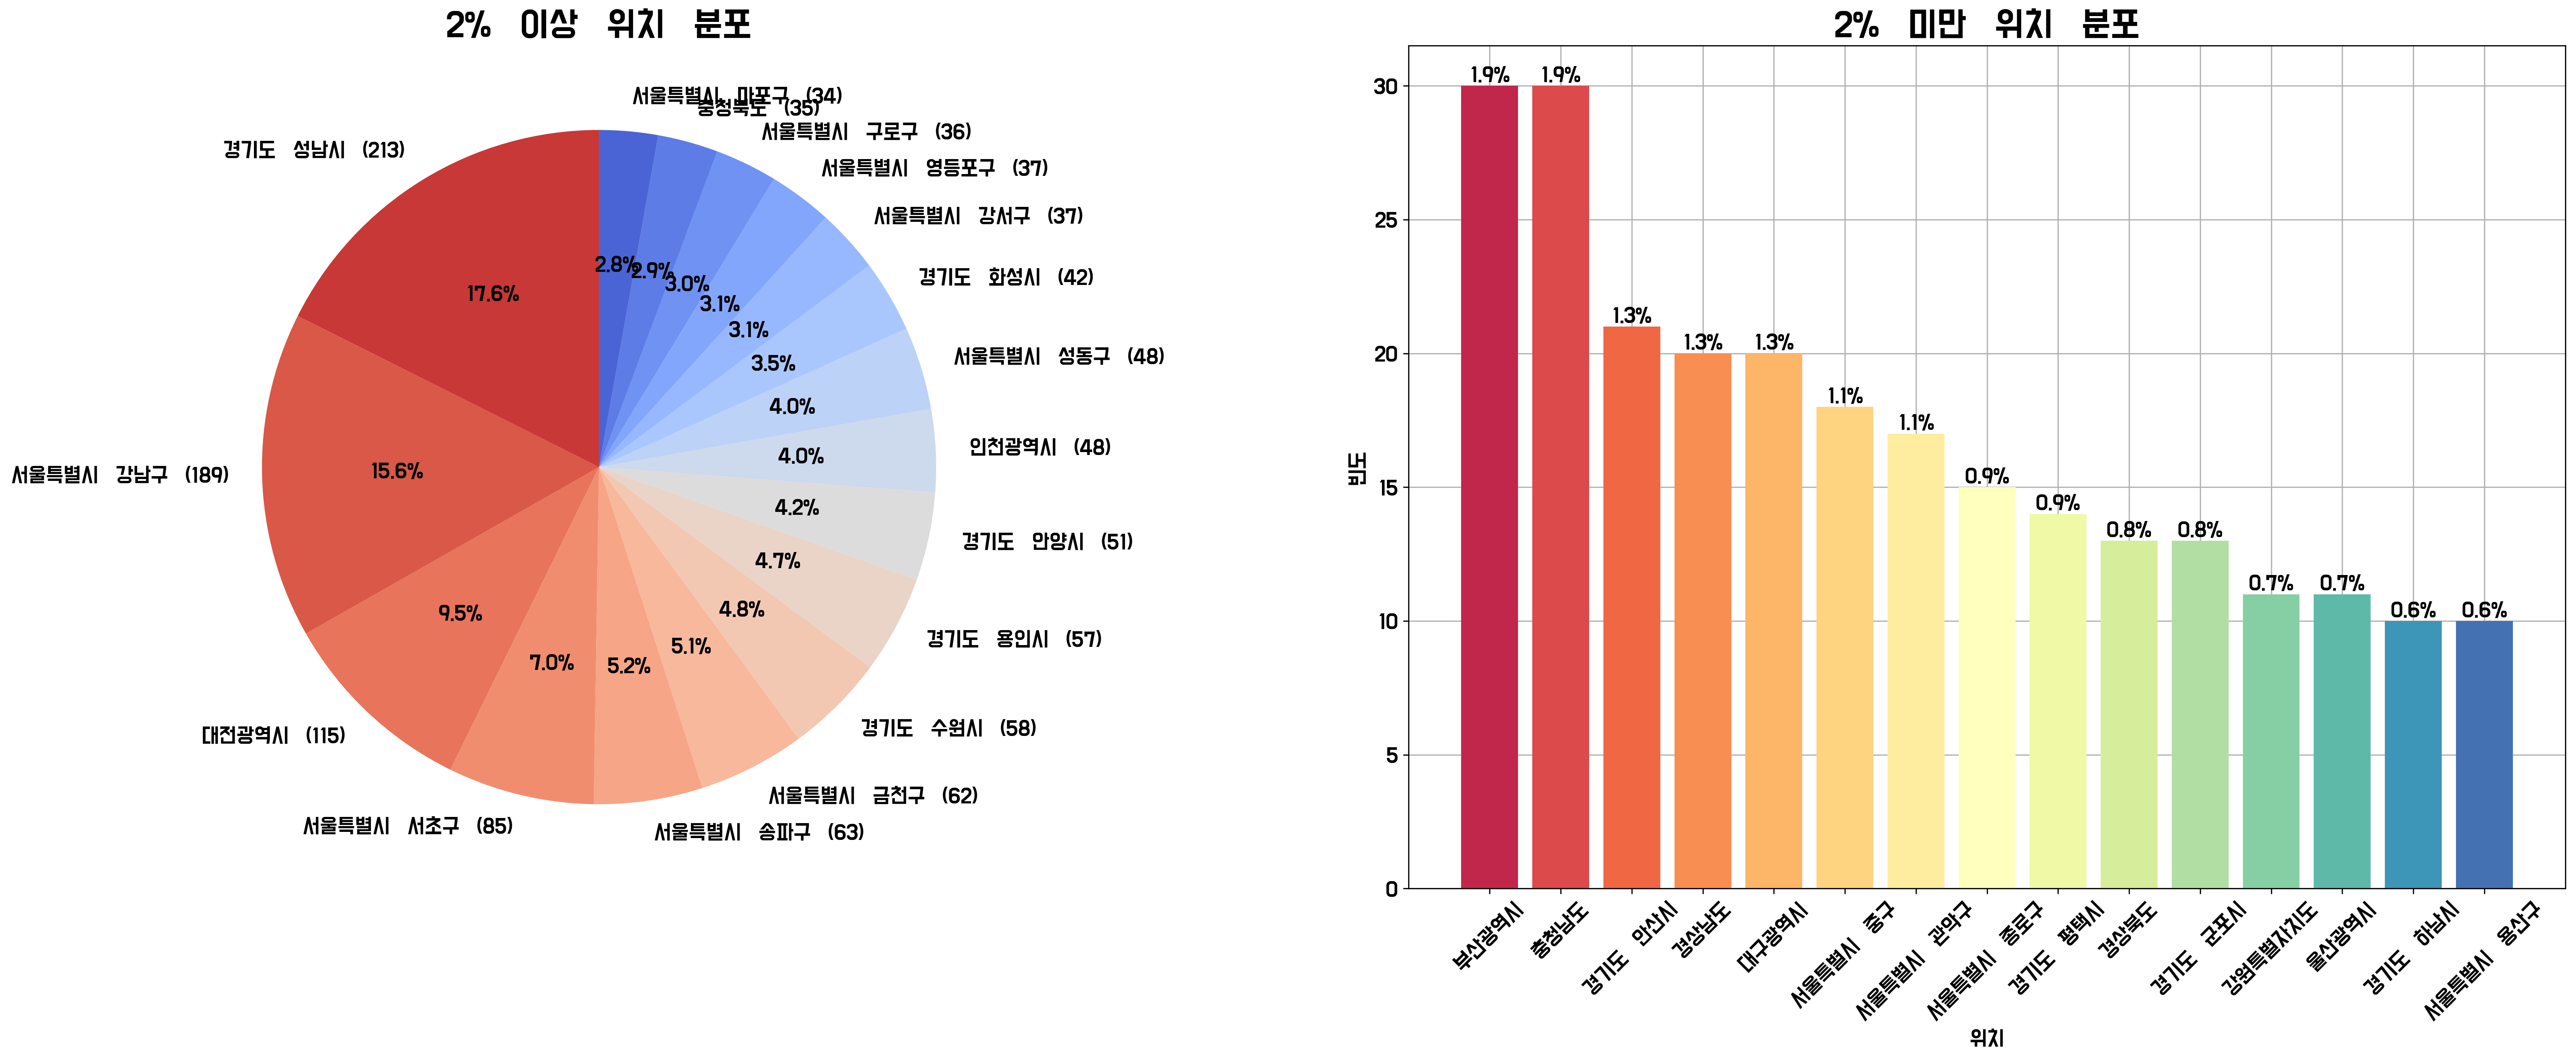 2% 이상 위치 분포
서울특별시 마포구 (34)
충청북도 (35)
서울특별시 구로구 (36)
서울특별시 영등포구 (37)
서울특별시 강서구 (37)
경기도 화성시 (42)
서울특별시 성동구 (48)
인천광역시 (48)
경기도 안양시 (51)
경기도 용인시 (57)
경기도 수원시 (58)
서울특별시 금천구 (62)
서울특별시 송파구 (63)
서울특별시 서초구 (85)
대전광역시 (115)
서울특별시 강남구 (189)
경기도 성남시 (213)
2.8%
2.9%
3.0%
3.1%
3.1%
3.5%
4.0%
4.0%
4.2%
4.7%
4.8%
5.1%
5.2%
7.0%
9.5%
15.6%
17.6%
2% 미만 위치 분포
빈도
30
25
20
15
10
5
0
1.9%
1.9%
1.3%
1.3%
1.3%
1.1%
1.1%
0.9%
0.9%
0.8%
0.8%
0.7%
0.7%
0.6%
0.6%
부산광역시
충청남도
경기도 안산시
경상남도
대구광역시
서울특별시 중구
서울특별시 관악구
서울특별시 종로구
경기도 평택시
경상북도
경기도 군포시
강원특별자치도
울산광역시
경기도 하남시
서울특별시 용산구
위치